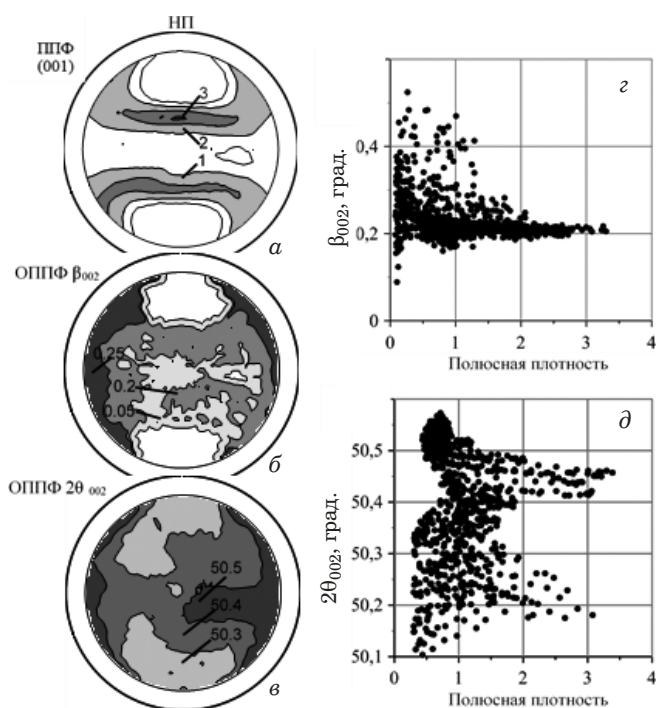 НП
ППФ
(001)
3
2
1
а
ОППФ β002
0.25
0.2
0.05
б
ОППФ 2θ 002
50.5
50.4
50.3
в
г
β002, град.
0,4
0,2
0
0 1 2 3 4
Полюсная плотность
д
2θ002, град.
50,5
50,4
50,3
50,2
50,1
0 1 2 3 4
Полюсная плотность